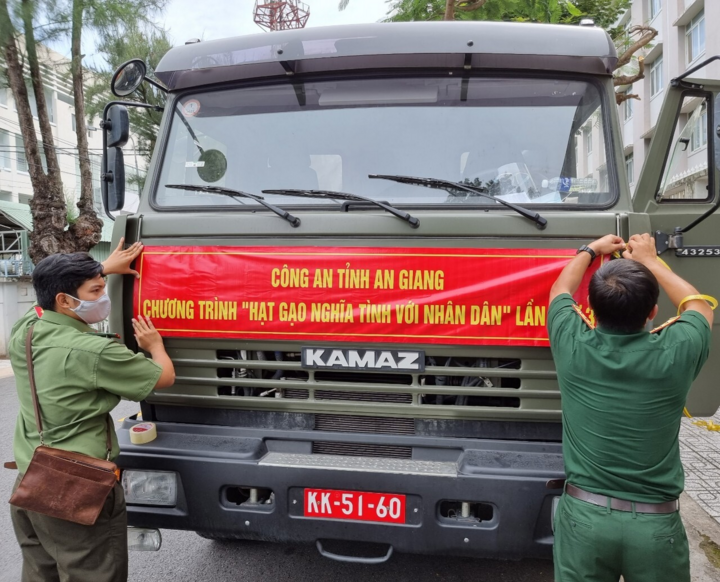 CÔNG AN TỈNH AN GIANG
CHƯƠNG TRÌNH "HẠT GẠO NGHĨA TÌNH VỚI NHÂN DÂN" LẦN
KAMAZ
43253
KK-51-60